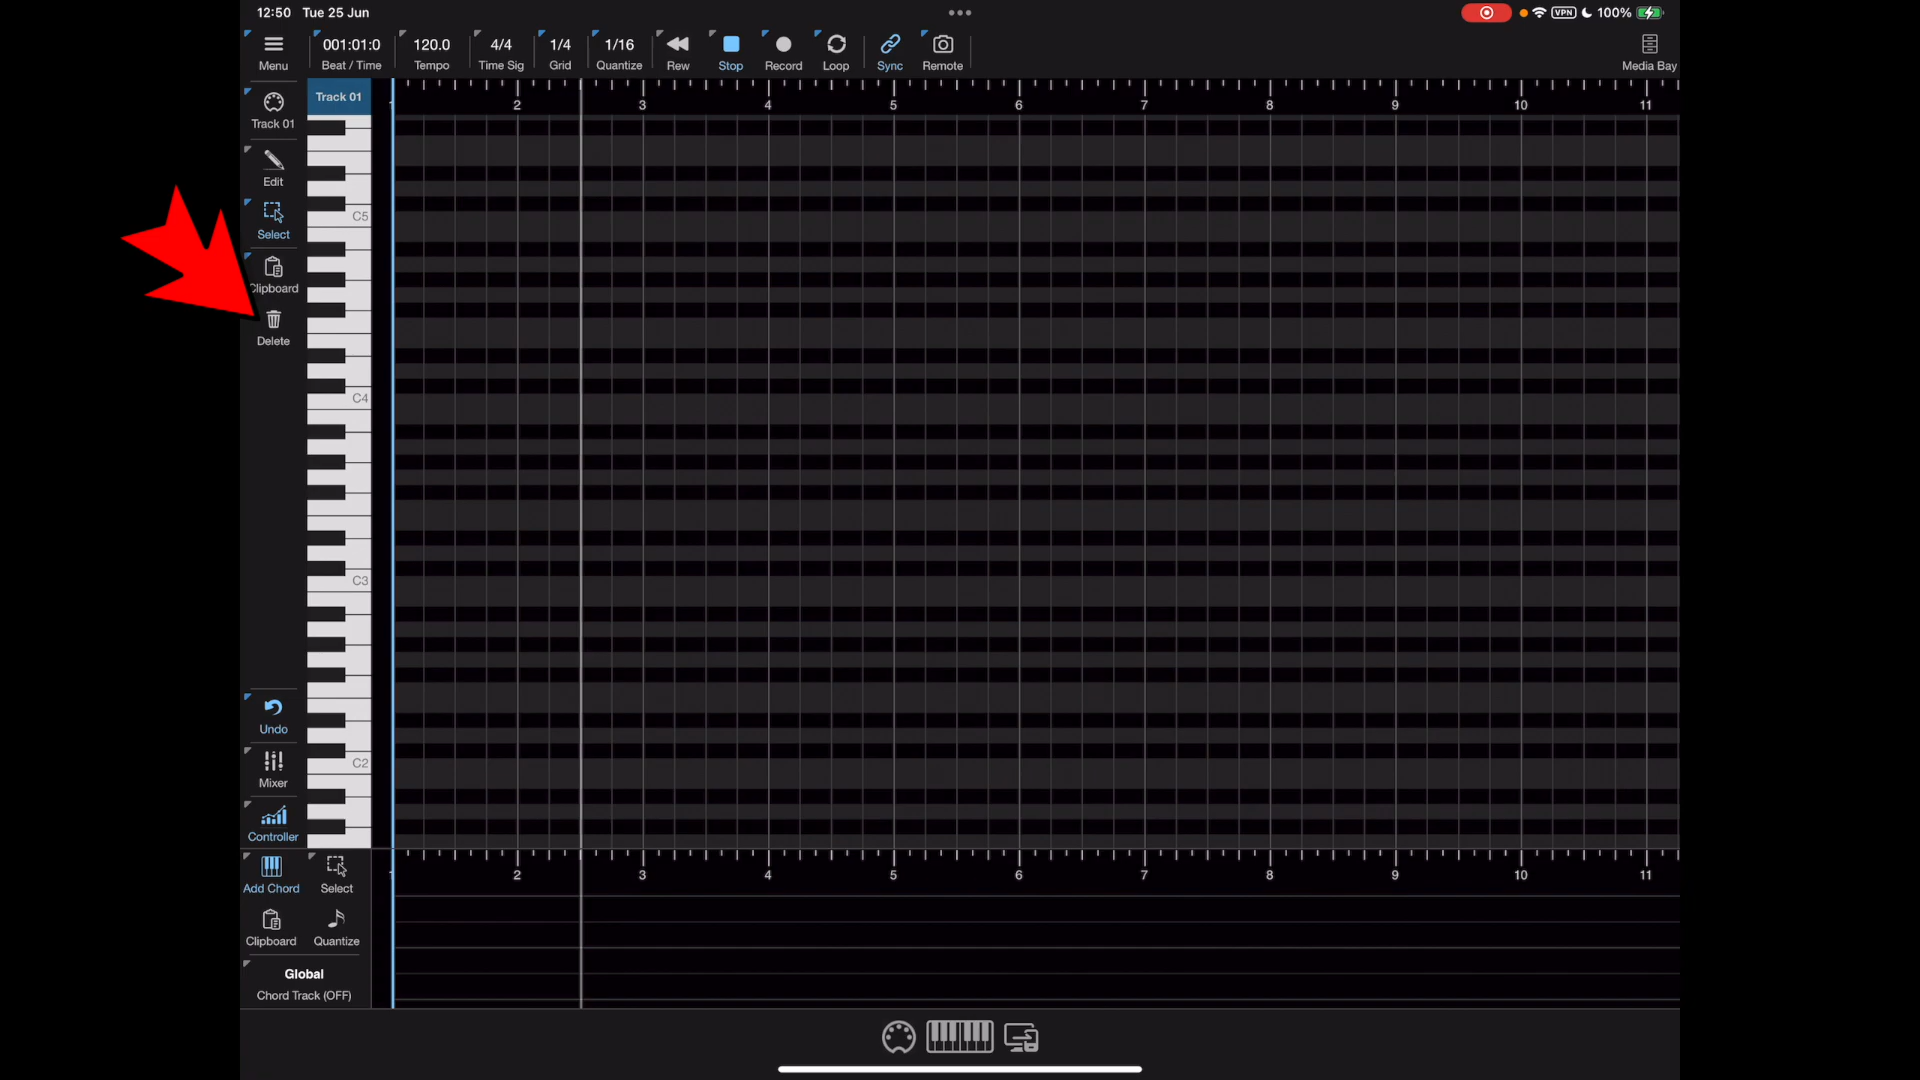 12:50 Tue 25 Jun
VPN 100%
001:01:0 120.0 4/4 1/4 1/16
Menu Beat / Time Tempo Time Sig Grid Quantize Rew Stop Record Loop Sync Remote Media Bay
Track 01
2 3 4 5 6 7 8 9 10 11
Track 01
Edit
C5
Select
Clipboard
Delete
C4
C3
Undo
C2
Mixer
Controller
2 3 4 5 6 7 8 9 10 11
Add Chord Select
Clipboard Quantize
Global
Chord Track (OFF)